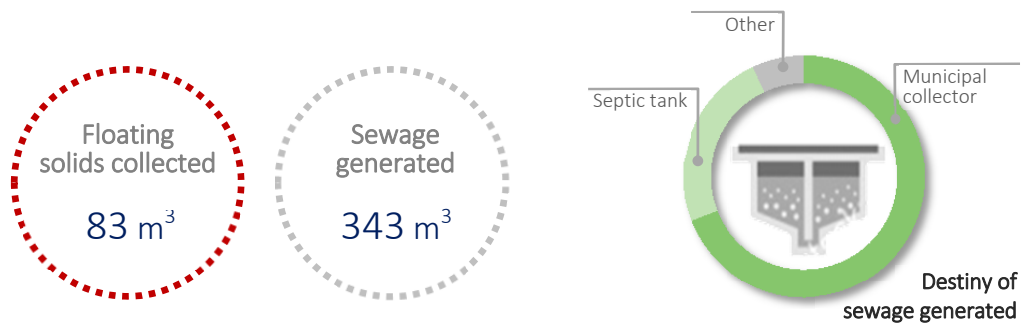 Floating
solids collected
83 m³
Sewage
generated
343 m³
Other
Septic tank
Municipal
collector
Destiny of
sewage generated